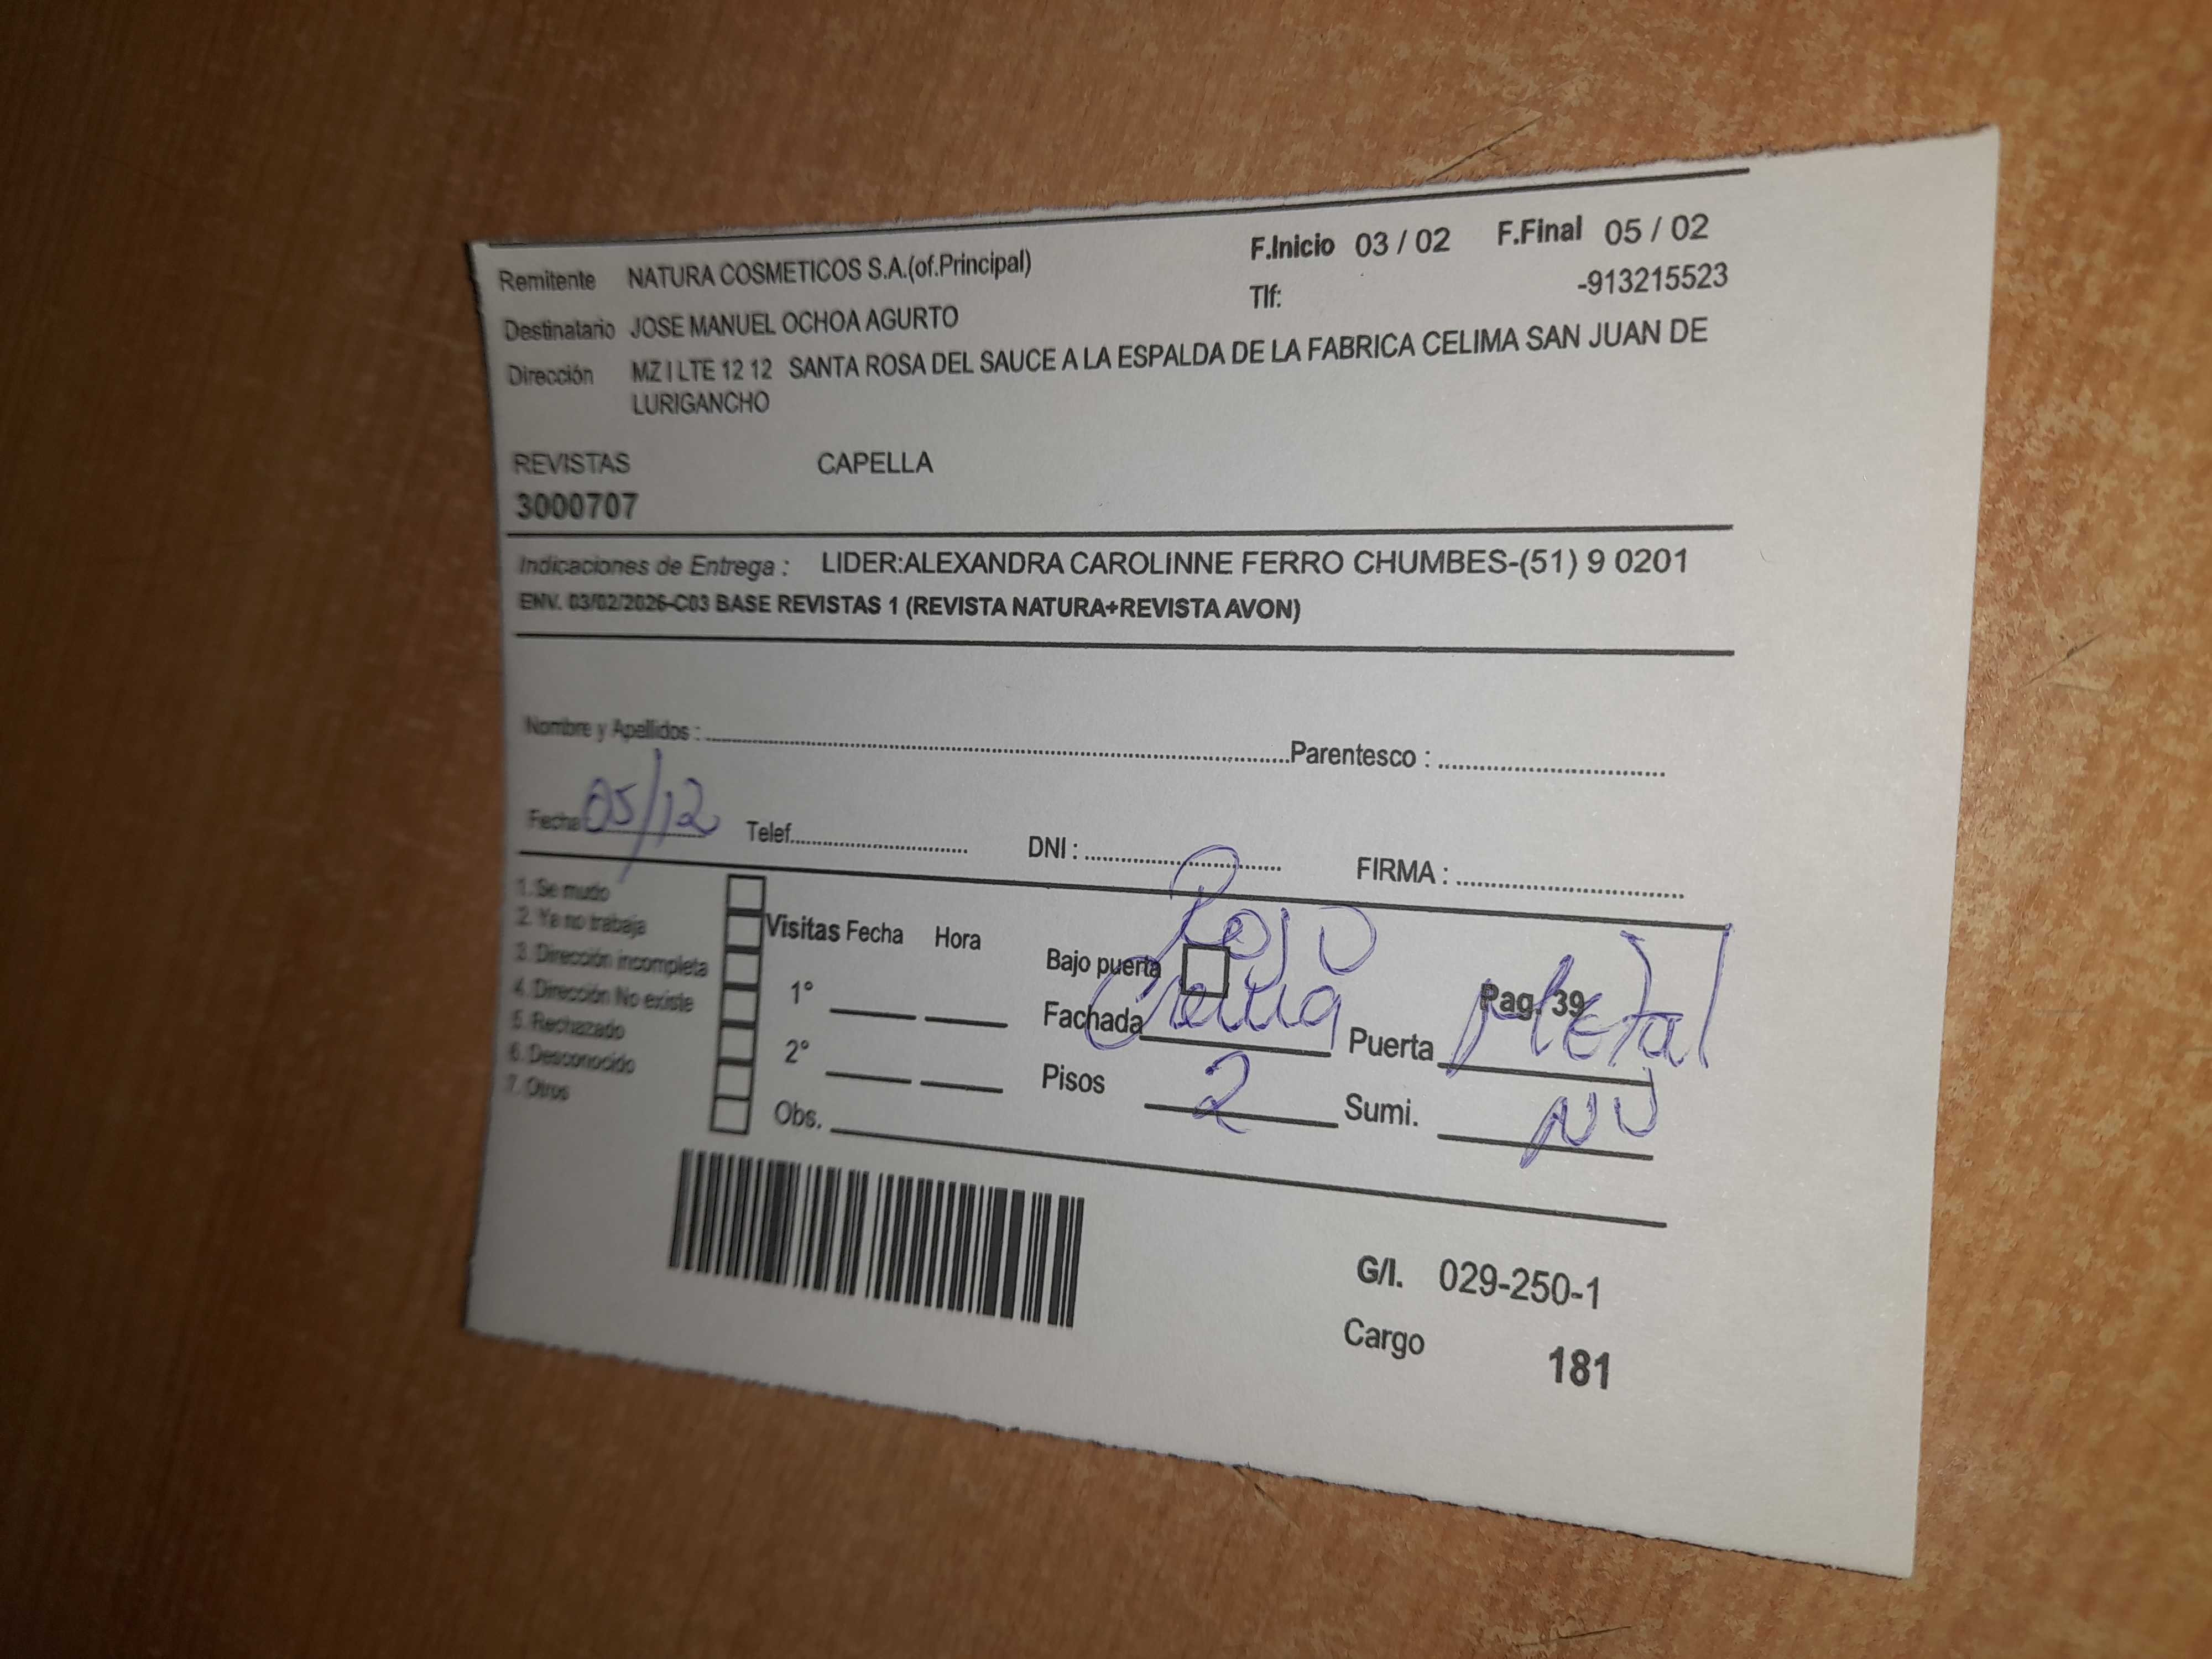 Remitente NATURA COSMETICOS S.A.(of.Principal) F.Inicio 03 / 02 F.Final 05 / 02
Tlf: -913215523
Destinatario JOSE MANUEL OCHOA AGURTO
Dirección MZ I LTE 12 12 SANTA ROSA DEL SAUCE A LA ESPALDA DE LA FABRICA CELIMA SAN JUAN DE
LURIGANCHO
REVISTAS CAPELLA
3000707
Indicaciones de Entrega : LIDER:ALEXANDRA CAROLINNE FERRO CHUMBES-(51) 9 0201
ENV. 03/02/2026-C03 BASE REVISTAS 1 (REVISTA NATURA+REVISTA AVON)
Nombre y Apellidos : Parentesco :
Fecha 05/12 Telef. DNI : FIRMA :
1. Se mudo
2. Ya no trabaja
3. Dirección incompleta
4. Dirección No existe
5. Rechazado
6. Desconocido
7. Otros
Visitas Fecha Hora
1°
2°
Obs.
Rojo
Bajo puerta Pag. 39
Fachada Crema Puerta Metal
Pisos 2 Sumi. NO
G/I. 029-250-1
Cargo 181